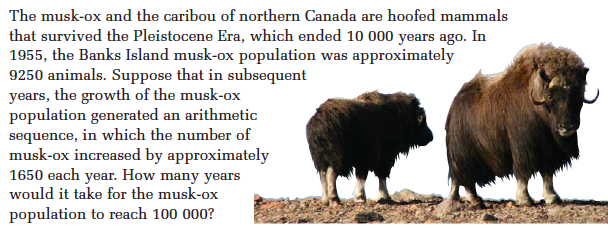 The musk-ox and the caribou of northern Canada are hoofed mammals
that survived the Pleistocene Era, which ended 10 000 years ago. In
1955, the Banks Island musk-ox population was approximately
9250 animals. Suppose that in subsequent
years, the growth of the musk-ox
population generated an arithmetic
sequence, in which the number of
musk-ox increased by approximately
1650 each year. How many years
would it take for the musk-ox
population to reach 100 000?